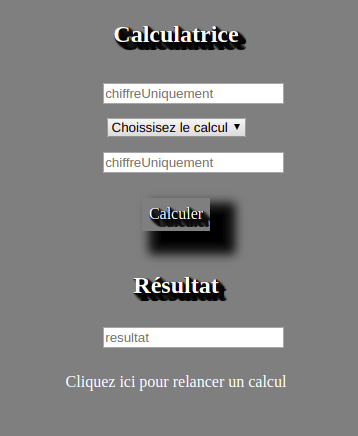 Calculatrice
chiffreUniquement
Choissisez le calcul
chiffreUniquement
Calculer
Résultat
resultat
Cliquez ici pour relancer un calcul